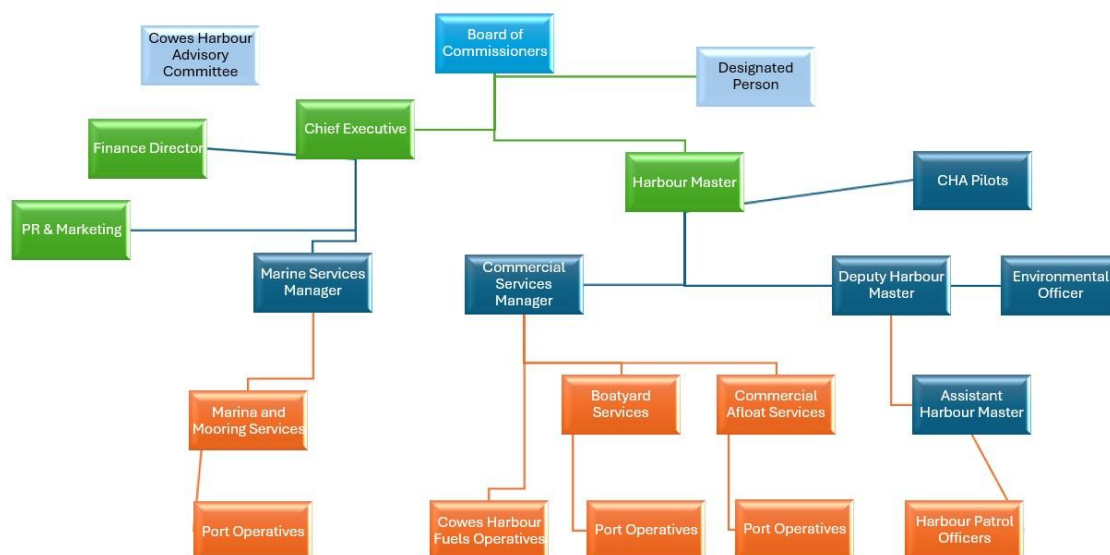 Cowes Harbour
Advisory
Committee
Board of
Commissioners
Designated
Person
Chief Executive
Finance Director
Harbour Master
CHA Pilots
PR & Marketing
Marine Services
Manager
Commercial
Services
Manager
Deputy Harbour
Master
Environmental
Officer
Marina and
Mooring Services
Boatyard
Services
Commercial
Afloat Services
Assistant
Harbour Master
Port Operatives
Cowes Harbour
Fuels Operatives
Port Operatives
Port Operatives
Harbour Patrol
Officers